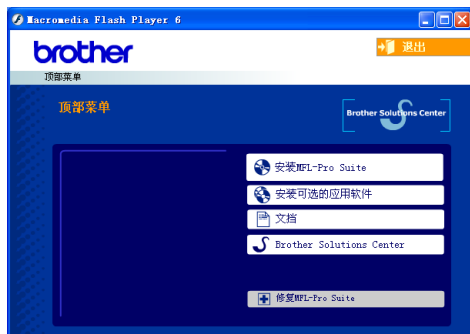 Macromedia Flash Player 6
brother
退出
顶部菜单
顶部菜单
Brother Solutions Center
安装MFL-Pro Suite
安装可选的应用软件
文档
Brother Solutions Center
修复MFL-Pro Suite